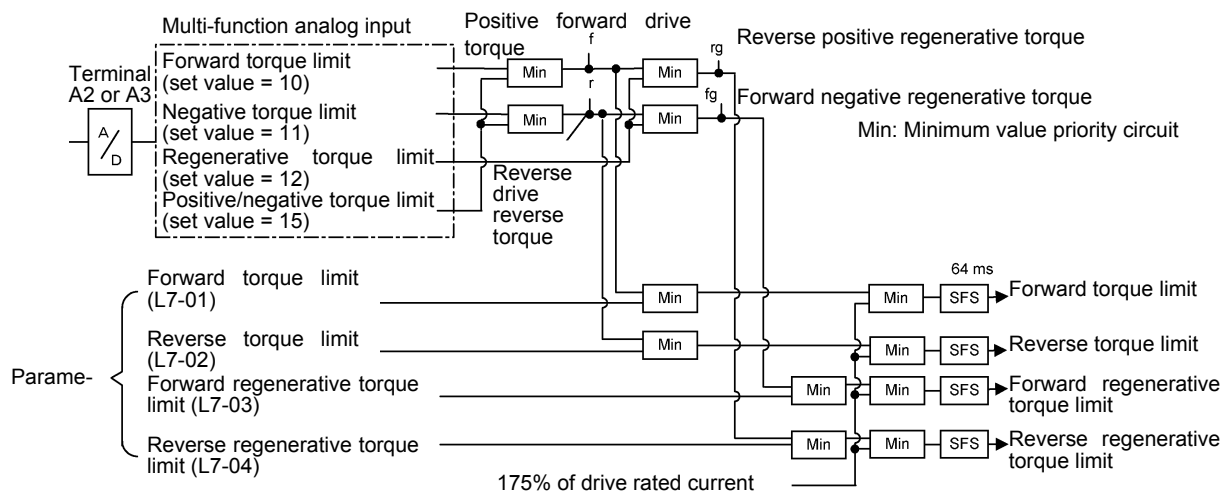 Multi-function analog input
Positive forward drive
torque
f
Terminal
A2 or A3
A
D
Forward torque limit
(set value = 10)
Negative torque limit
(set value = 11)
Regenerative torque limit
(set value = 12)
Positive/negative torque limit
(set value = 15)
Min
Min
rg
Reverse positive regenerative torque
r
Min
Min
fg
Forward negative regenerative torque
Min: Minimum value priority circuit
Reverse
drive
reverse
torque
Parame-
Forward torque limit
(L7-01)
Reverse torque limit
(L7-02)
Forward regenerative torque
limit (L7-03)
Reverse regenerative torque
limit (L7-04)
64 ms
Min
Min
SFS
Forward torque limit
Min
Min
SFS
Reverse torque limit
Min
Min
SFS
Forward regenerative
torque limit
Min
Min
SFS
Reverse regenerative
torque limit
175% of drive rated current